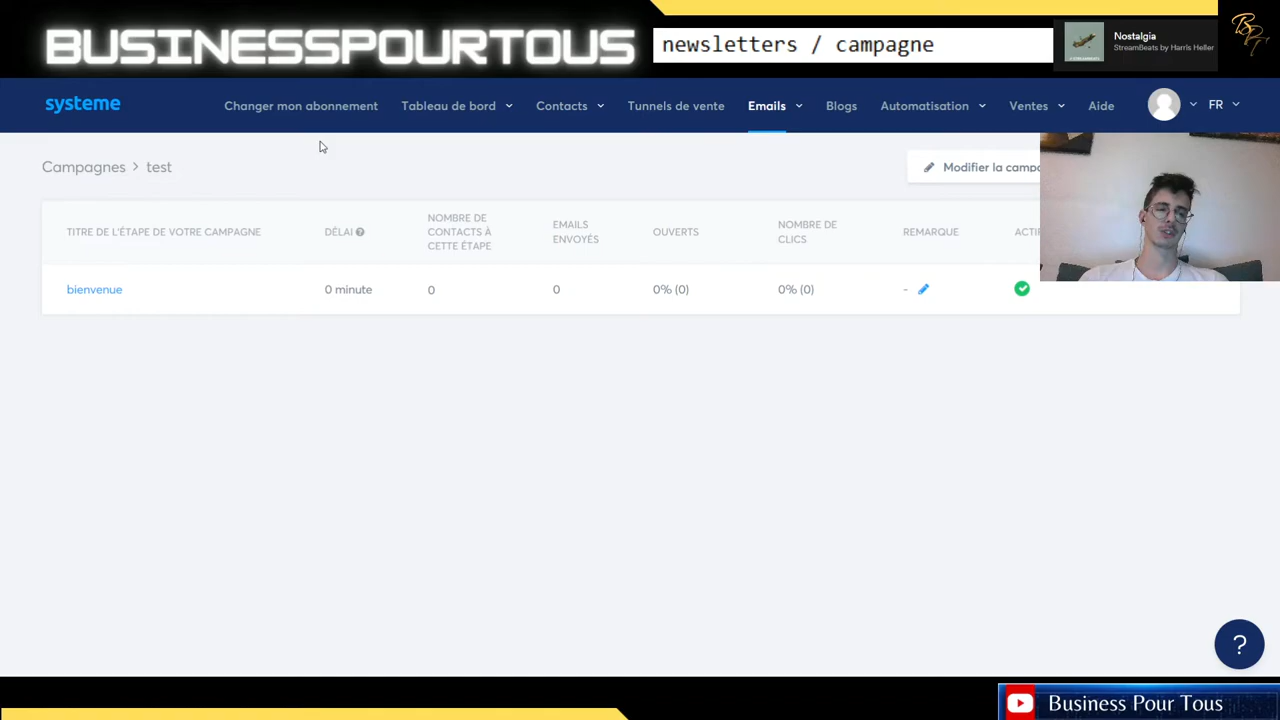 BUSINESSPOURTOUS
newsletters / campagne
Nostalgia
StreamBeats by Harris Heller
systeme
Changer mon abonnement
Tableau de bord
Contacts
Tunnels de vente
Emails
Blogs
Automatisation
Ventes
Aide
FR
Campagnes > test
Modifier la campa
TITRE DE L'ÉTAPE DE VOTRE CAMPAGNE
DÉLAI
NOMBRE DE
CONTACTS À
CETTE ÉTAPE
EMAILS
ENVOYÉS
OUVERTS
NOMBRE DE
CLICS
REMARQUE
ACTIF
bienvenue
0 minute
0
0
0% (0)
0% (0)
-
?
Business Pour Tous